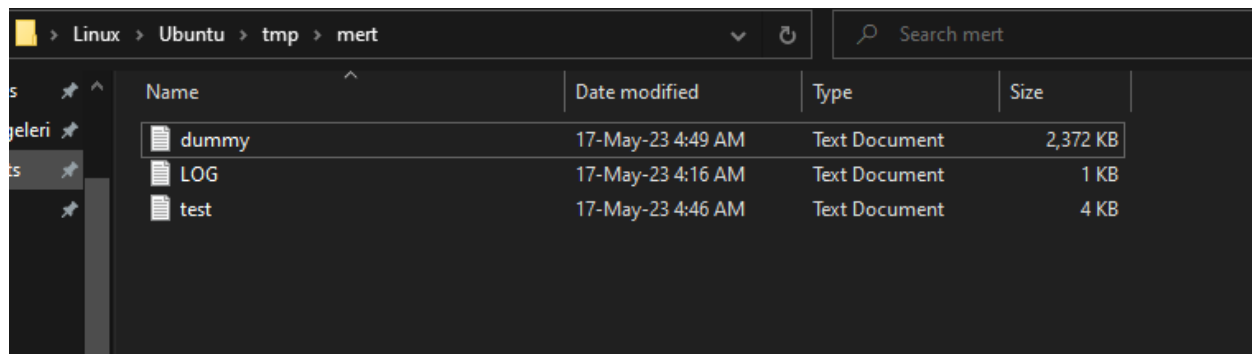 Linux > Ubuntu > tmp > mert Search mert
Name Date modified Type Size
dummy 17-May-23 4:49 AM Text Document 2,372 KB
LOG 17-May-23 4:16 AM Text Document 1 KB
test 17-May-23 4:46 AM Text Document 4 KB